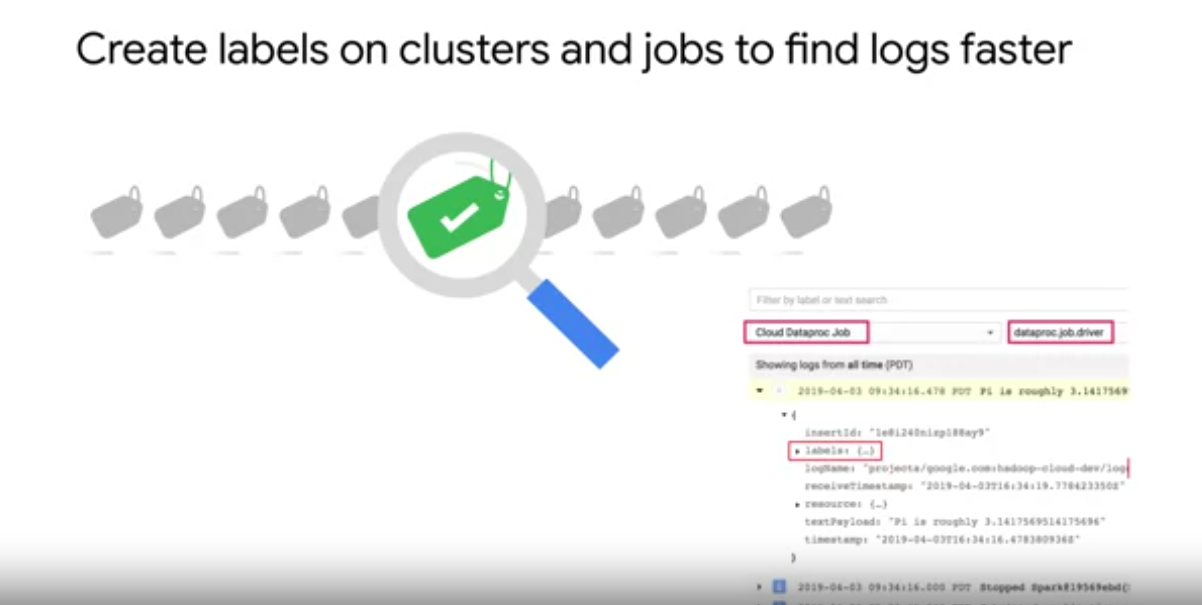 Create labels on clusters and jobs to find logs faster
Filter by label or text search
Cloud Dataproc Job
dataproc.job.driver
Showing logs from all time (PDT)
2019-04-03 09:34:16.478 PDT Pi is roughly 3.1417569
{
insertId: "1e8i240nizpl88ay9"
labels: {…}
logName: "projects/google.com:hadoop-cloud-dev/logs
receiveTimestamp: "2019-04-03T16:34:19.778423350Z"
resource: {…}
textPayload: "Pi is roughly 3.1417569514175696"
timestamp: "2019-04-03T16:34:16.478380936Z"
}
2019-04-03 09:34:16.000 PDT Stopped Spark@19569ebd{